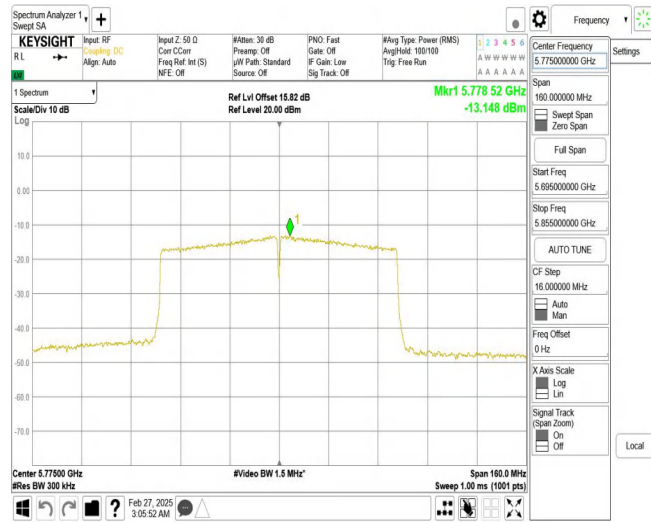 Spectrum Analyzer 1
Swept SA
+
Frequency
KEYSIGHT
R L
Input: RF
Coupling: DC
Align: Auto
Input Z: 50 Ω
Corr CCorr
Freq Ref: Int (S)
NFE: Off
#Atten: 30 dB
Preamp: Off
µW Path: Standard
Source: Off
PNO: Fast
Gate: Off
IF Gain: Low
Sig Track: Off
#Avg Type: Power (RMS)
Avg|Hold: 100/100
Trig: Free Run
1 2 3 4 5 6
A W W W W W
A A A A A A
1 Spectrum
Scale/Div 10 dB
Log
Ref Lvl Offset 15.82 dB
Ref Level 20.00 dBm
Mkr1 5.778 52 GHz
-13.148 dBm
10.0
0.00
-10.0
-20.0
-30.0
-40.0
-50.0
-60.0
-70.0
1
Center 5.77500 GHz
#Res BW 300 kHz
#Video BW 1.5 MHz*
Span 160.0 MHz
Sweep 1.00 ms (1001 pts)
Feb 27, 2025
3:05:52 AM
?
Center Frequency
5.775000000 GHz
Span
160.000000 MHz
Swept Span
Zero Span
Full Span
Start Freq
5.695000000 GHz
Stop Freq
5.855000000 GHz
AUTO TUNE
CF Step
16.000000 MHz
Auto
Man
Freq Offset
0 Hz
X Axis Scale
Log
Lin
Signal Track
(Span Zoom)
On
Off
Settings
Local